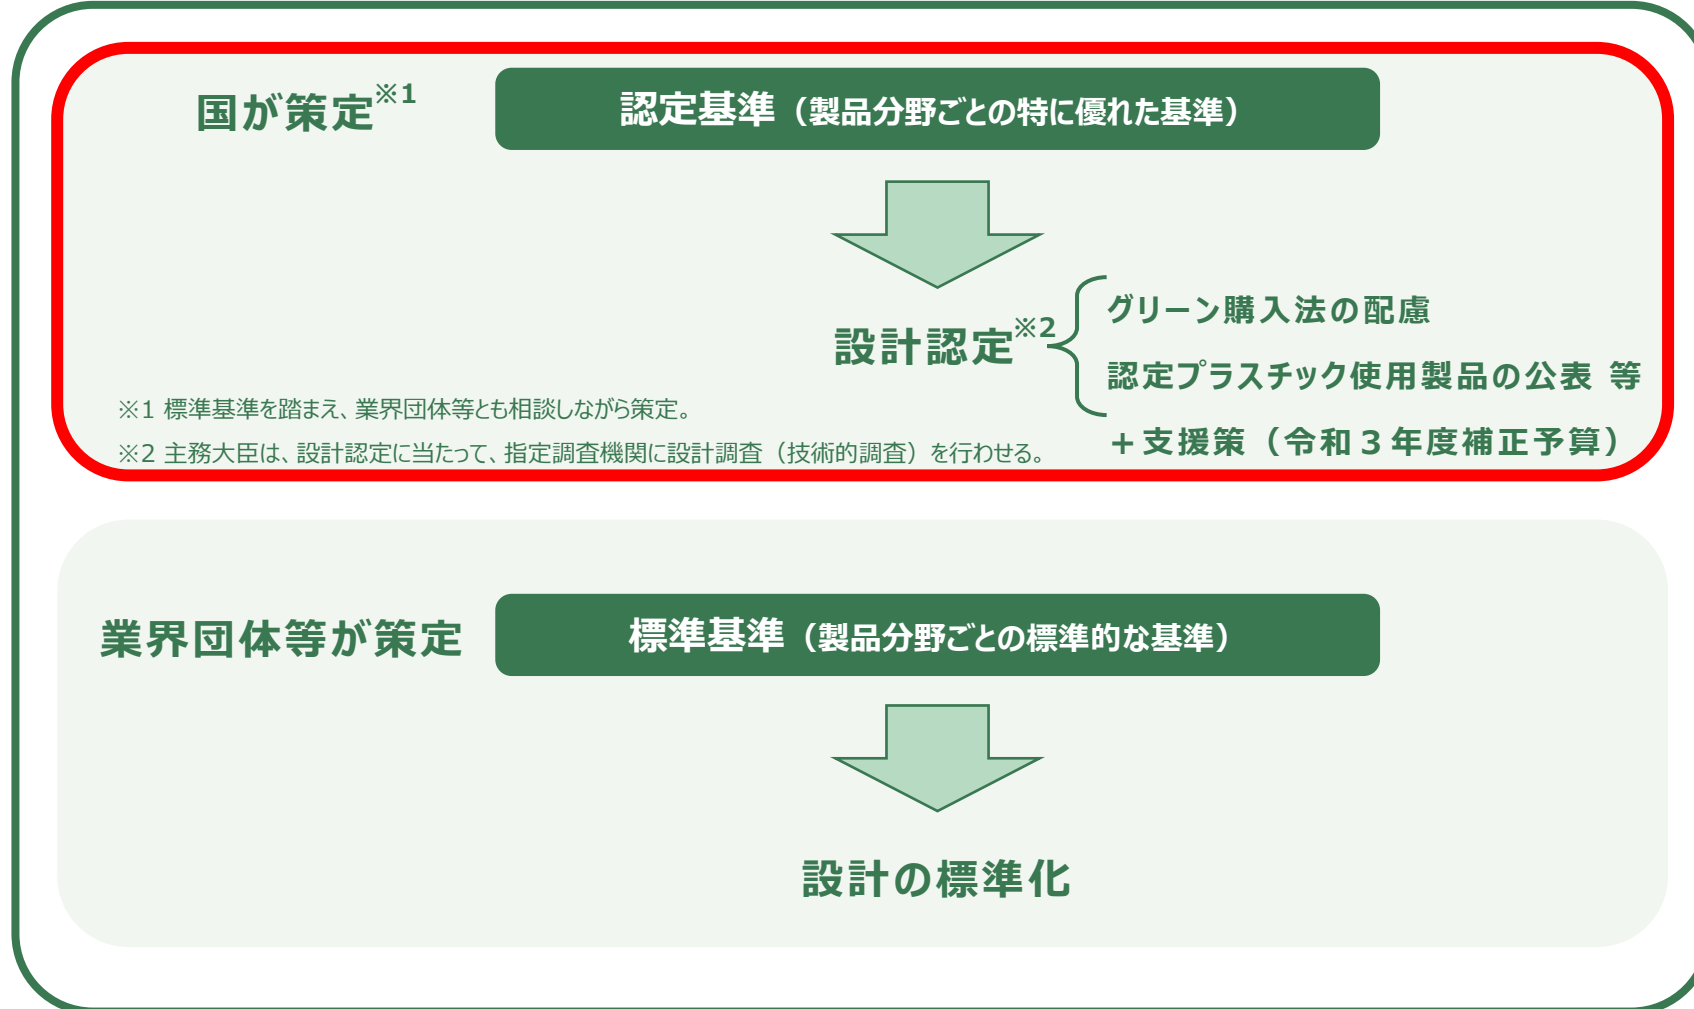 国が策定※1
認定基準（製品分野ごとの特に優れた基準）
設計認定※2
グリーン購入法の配慮
認定プラスチック使用製品の公表 等
＋支援策（令和３年度補正予算）
※1 標準基準を踏まえ、業界団体等とも相談しながら策定。
※2 主務大臣は、設計認定に当たって、指定調査機関に設計調査（技術的調査）を行わせる。
業界団体等が策定
標準基準（製品分野ごとの標準的な基準）
設計の標準化